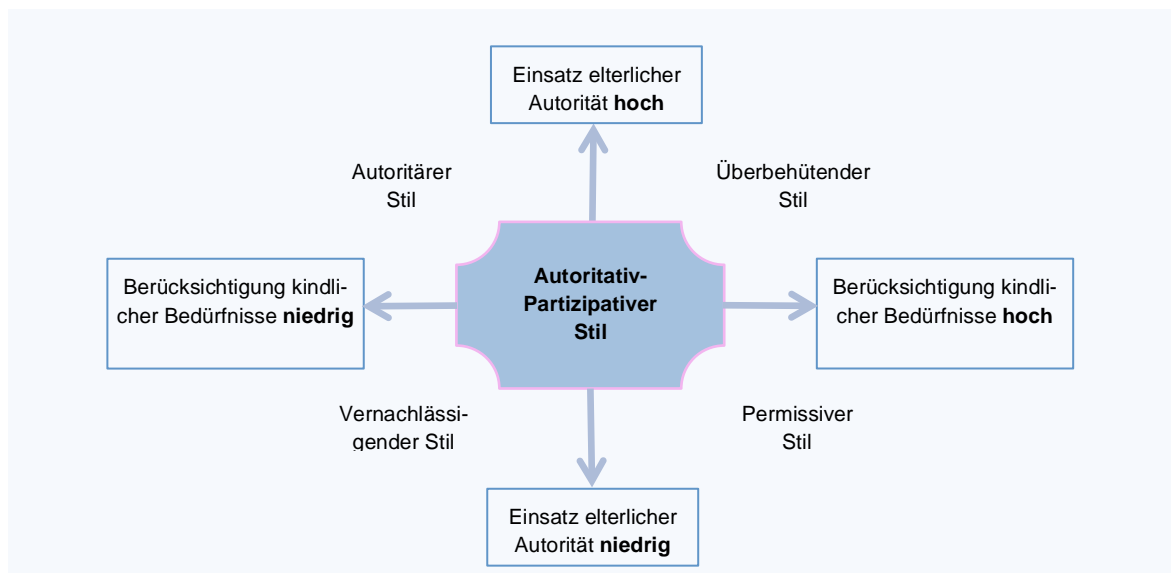 Einsatz elterlicher
Autorität hoch
Autoritärer
Stil
Überbehütender
Stil
Berücksichtigung kindli-
cher Bedürfnisse niedrig
Autoritativ-
Partizipativer
Stil
Berücksichtigung kindli-
cher Bedürfnisse hoch
Vernachlässi-
gender Stil
Permissiver
Stil
Einsatz elterlicher
Autorität niedrig